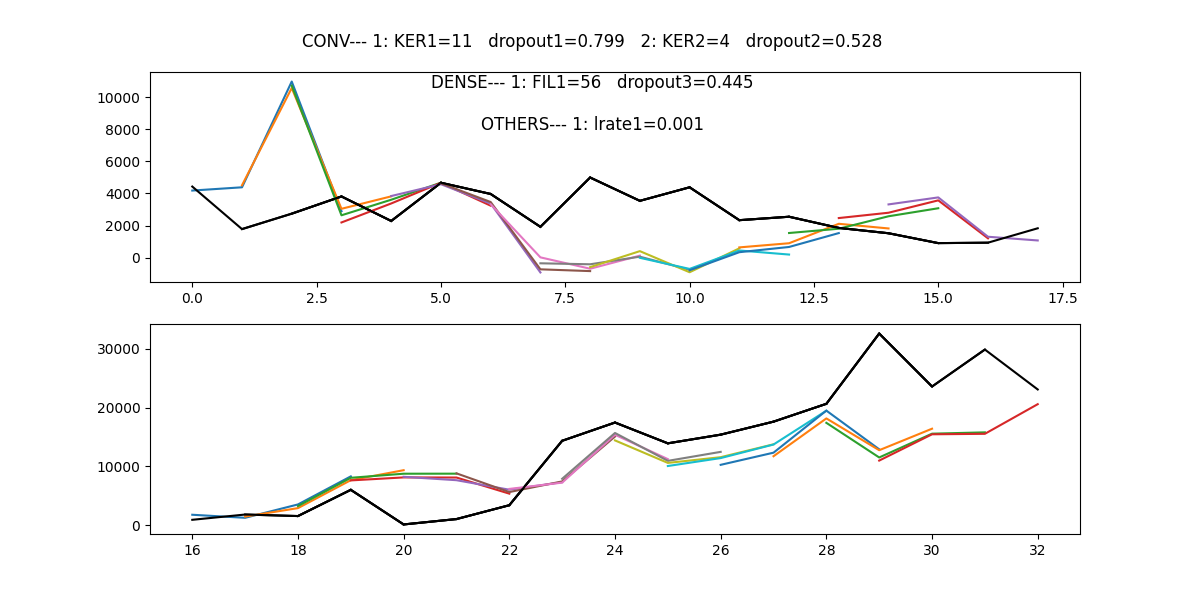 CONV--- 1: KER1=11   dropout1=0.799   2: KER2=4   dropout2=0.528
DENSE--- 1: FIL1=56   dropout3=0.445
OTHERS--- 1: lrate1=0.001
10000
8000
6000
4000
2000
0
0.0 2.5 5.0 7.5 10.0 12.5 15.0 17.5
30000
20000
10000
0
16 18 20 22 24 26 28 30 32